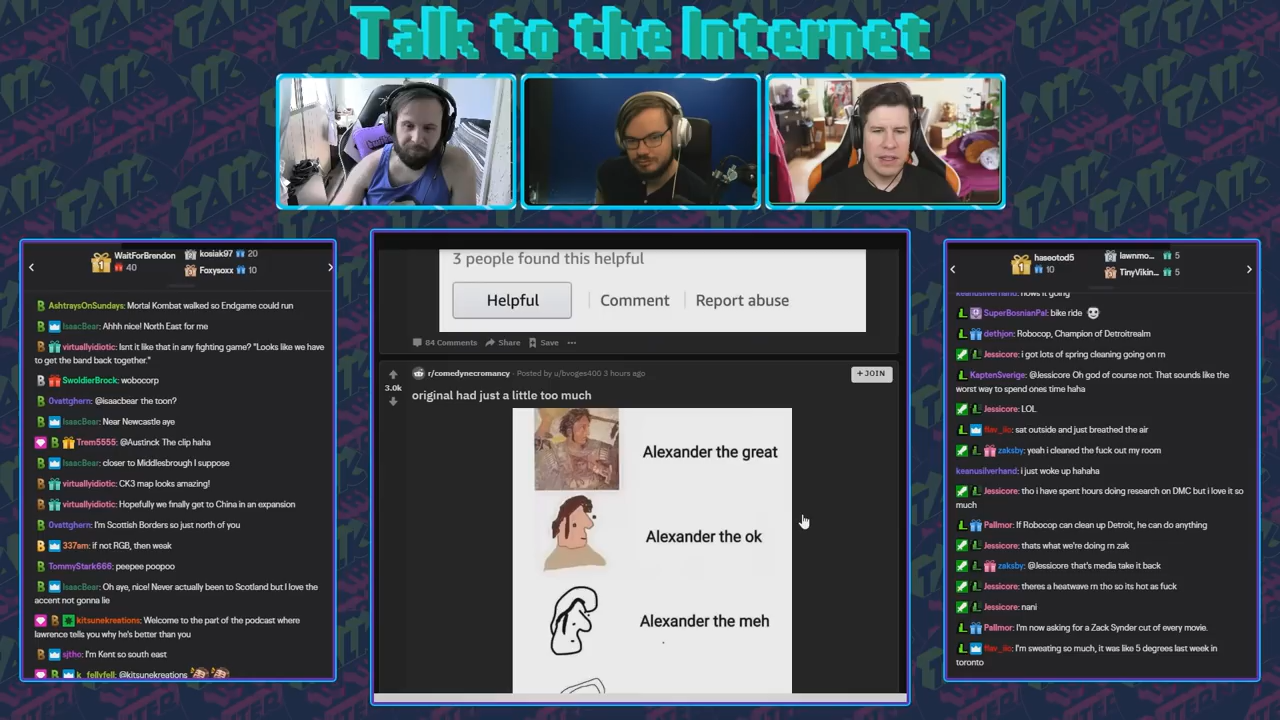 Talk to the Internet
WaitForBrendon
40
kosiak97 20
Foxysoxx 10
AshtraysOnSundays: Mortal Kombat walked so Endgame could run
IsaacBear: Ahhh nice! North East for me
virtuallyidiotic: Isnt it like that in any fighting game? "Looks like we have
to get the band back together."
SwoldierBrock: wobocorp
0vattghern: @isaacbear the toon?
IsaacBear: Near Newcastle aye
Trem5555: @Austinck The clip haha
IsaacBear: closer to Middlesbrough I suppose
virtuallyidiotic: CK3 map looks amazing!
virtuallyidiotic: Hopefully we finally get to China in an expansion
0vattghern: I'm Scottish Borders so just north of you
337am: if not RGB, then weak
TommyStark666: peepee poopoo
IsaacBear: Oh aye, nice! Never actually been to Scotland but I love the
accent not gonna lie
kitsunekreations: Welcome to the part of the podcast where
lawrence tells you why he's better than you
sjtho: I'm Kent so south east
k_fellyfell: @kitsunekreations
3 people found this helpful
Helpful
Comment
Report abuse
84 Comments Share Save
r/comedynecromancy · Posted by u/bvoges400 3 hours ago
+ JOIN
3.0k
original had just a little too much
Alexander the great
Alexander the ok
Alexander the meh
haseotod5
10
lawnmo... 5
TinyVikin... 5
keanusilverhand: hows it going
SuperBosnianPal: bike ride
dethjon: Robocop, Champion of Detroitrealm
Jessicore: i got lots of spring cleaning going on rn
KaptenSverige: @Jessicore Oh god of course not. That sounds like the
worst way to spend ones time haha
Jessicore: LOL
flav_iio: sat outside and just breathed the air
zaksby: yeah i cleaned the fuck out my room
keanusilverhand: i just woke up hahaha
Jessicore: tho i have spent hours doing research on DMC but i love it so
much
Pallmor: If Robocop can clean up Detroit, he can do anything
Jessicore: thats what we're doing rn zak
zaksby: @Jessicore that's media take it back
Jessicore: theres a heatwave rn tho so its hot as fuck
Jessicore: nani
Pallmor: I'm now asking for a Zack Synder cut of every movie.
flav_iio: I'm sweating so much, it was like 5 degrees last week in
toronto